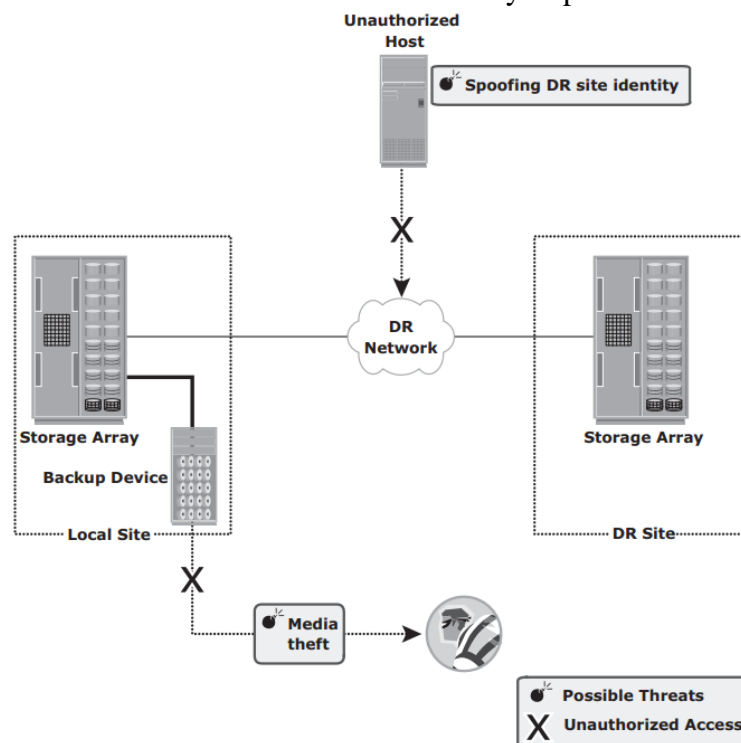 Unauthorized
Host
Spoofing DR site identity
DR
Network
Storage Array
Storage Array
Backup Device
Local Site
DR Site
Media
theft
Possible Threats
X Unauthorized Access